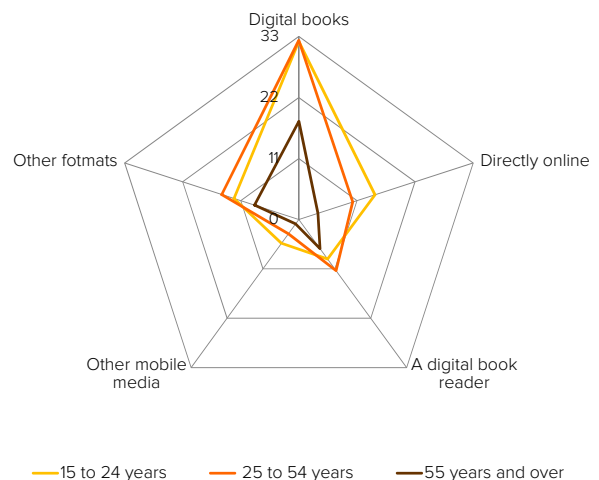 Digital books
33
22
11
0
Other fotmats
Directly online
Other mobile
media
A digital book
reader
15 to 24 years
25 to 54 years
55 years and over